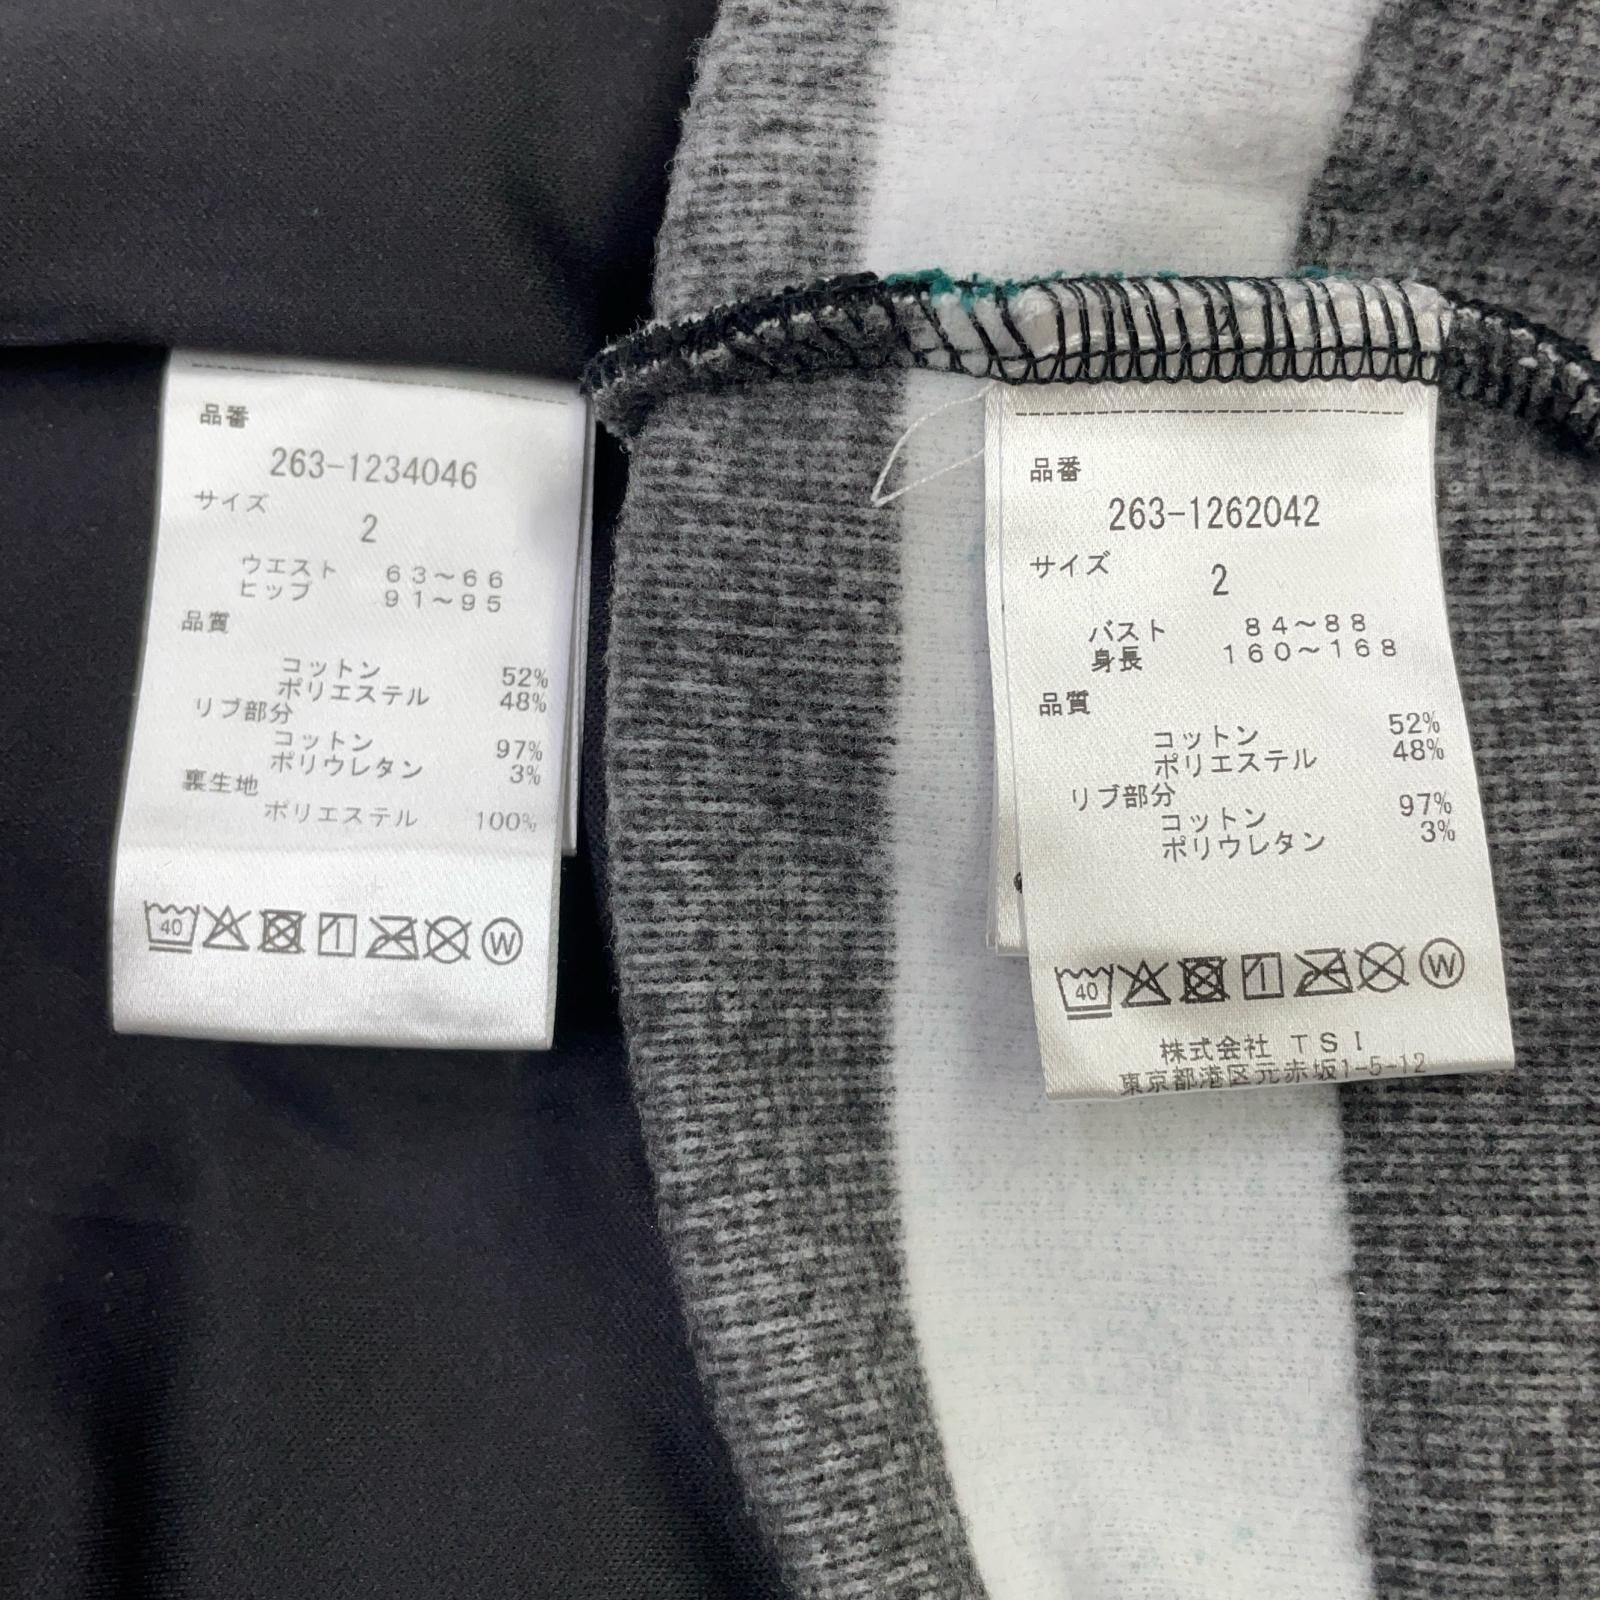 品番
263-1234046
サイズ
2
ウエスト 63~66
ヒップ 91~95
品質
コットン 52%
ポリエステル 48%
リブ部分
コットン 97%
ポリウレタン 3%
裏生地
ポリエステル 100%
40 W
品番
263-1262042
サイズ
2
バスト 84~88
身長 160~168
品質
コットン 52%
ポリエステル 48%
リブ部分
コットン 97%
ポリウレタン 3%
40 W
株式会社 TSI
東京都港区元赤坂1-5-12